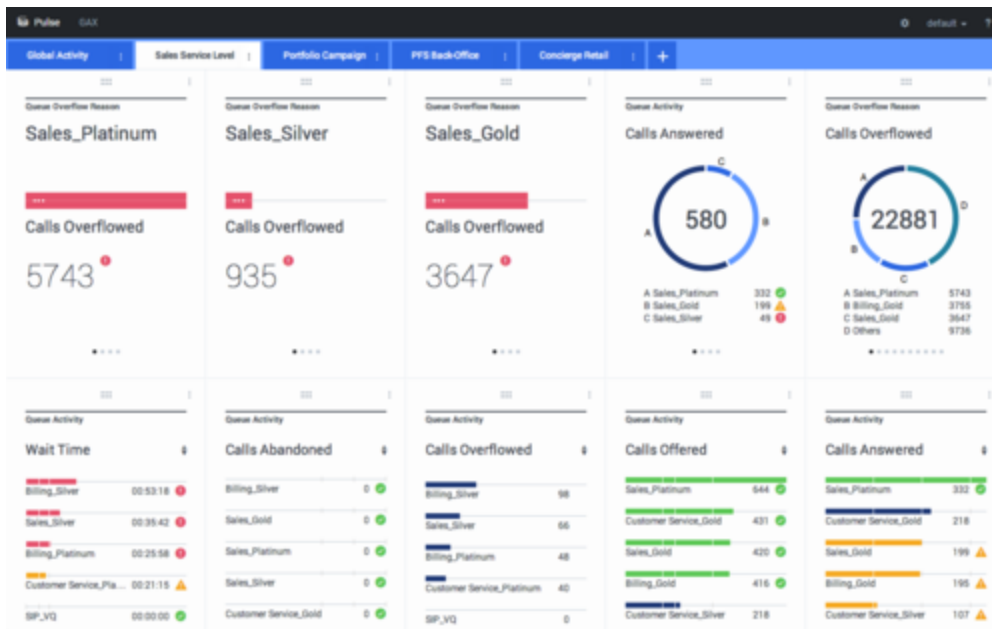 Pulse GAX default ?
Global Activity Sales Service Level Portfolio Campaign PFS Back-Office Concierge Retail +
Queue Overflow Reason
Sales_Platinum
Calls Overflowed
5743
Queue Overflow Reason
Sales_Silver
Calls Overflowed
935
Queue Overflow Reason
Sales_Gold
Calls Overflowed
3647
Queue Activity
Calls Answered
C
580
A
B
A Sales_Platinum 332
B Sales_Gold 199
C Sales_Silver 49
Queue Overflow Reason
Calls Overflowed
A
22881
D
B
C
A Sales_Platinum 5743
B Billing_Gold 3755
C Sales_Gold 3647
D Others 9736
Queue Activity
Wait Time
Billing_Silver 00:53:18
Sales_Silver 00:35:42
Billing_Platinum 00:25:58
Customer Service_Pla... 00:21:15
SIP_VQ 00:00:00
Queue Activity
Calls Abandoned
Billing_Silver 0
Sales_Gold 0
Sales_Platinum 0
Sales_Silver 0
Customer Service_Gold 0
Queue Activity
Calls Overflowed
Billing_Silver 98
Sales_Silver 66
Billing_Platinum 48
Customer Service_Platinum 40
SIP_VQ 0
Queue Activity
Calls Offered
Sales_Platinum 644
Customer Service_Gold 431
Sales_Gold 420
Billing_Gold 416
Customer Service_Silver 218
Queue Activity
Calls Answered
Sales_Platinum 332
Customer Service_Gold 218
Sales_Gold 199
Billing_Gold 195
Customer Service_Silver 107